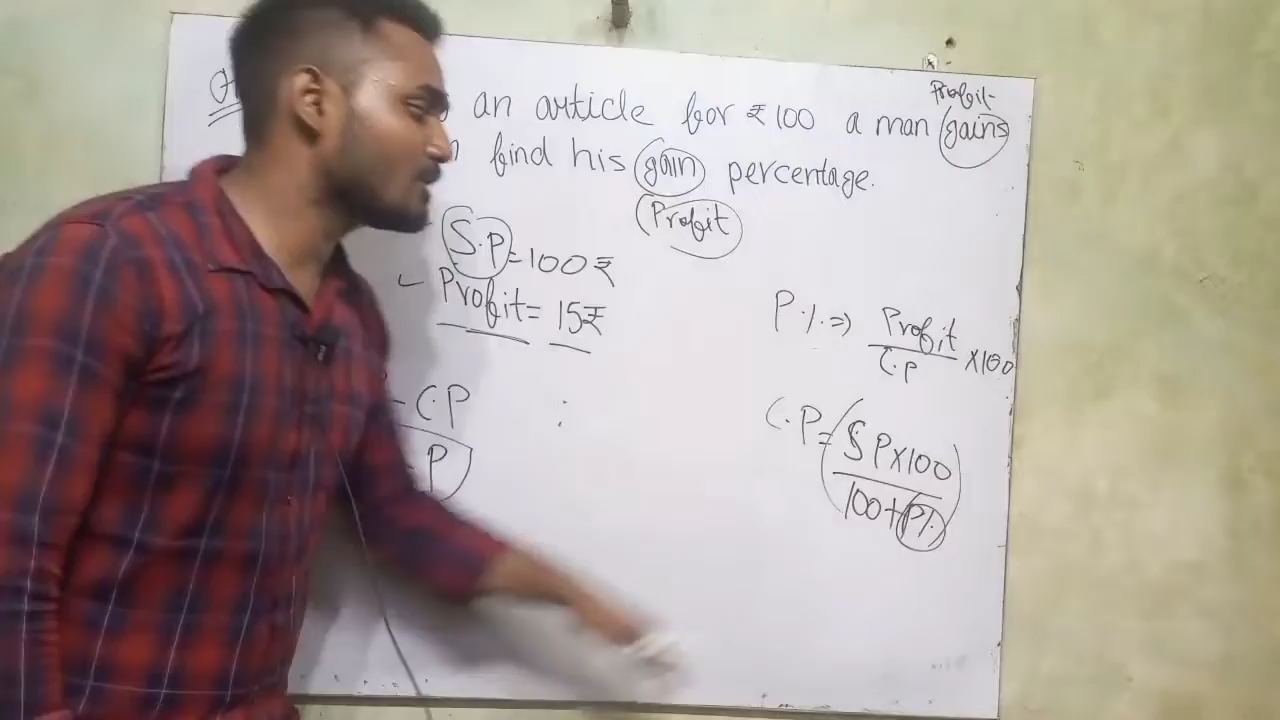 Profit
an article for ₹ 100 a man gains
find his gain percentage.
(Profit)
S.P = 100₹
Profit = 15₹
P.%. => Profit / C.P × 100
- C.P
C.P = (S P×100 / 100+P%)
- P